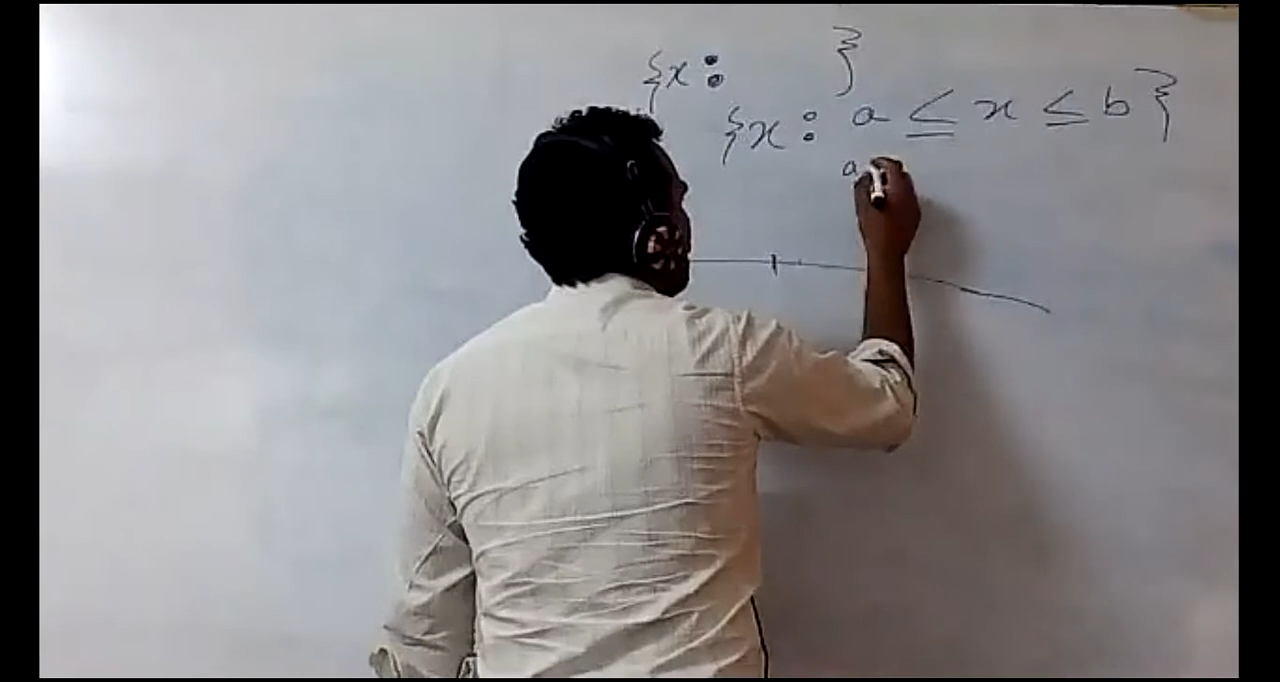 {x: }
{x: a ≤ x ≤ b}
a